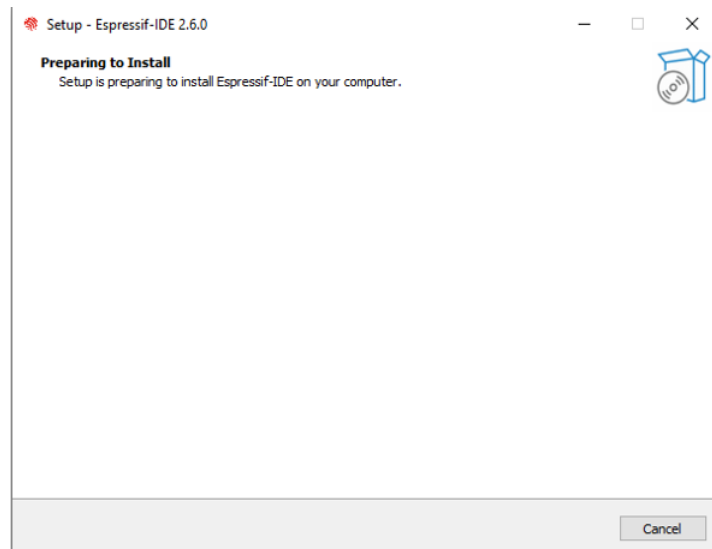 Setup - Espressif-IDE 2.6.0
Preparing to Install
Setup is preparing to install Espressif-IDE on your computer.
Cancel